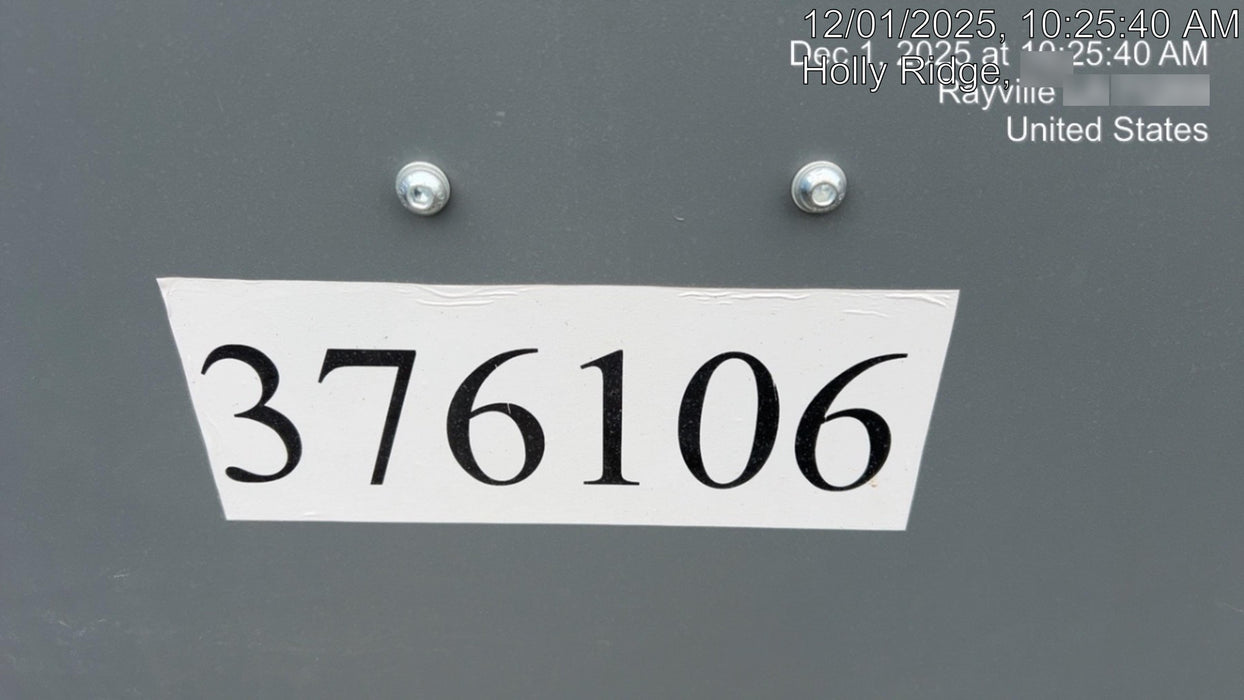 12/01/2025, 10:25:40 AM
Dec 1, 2025 at 10:25:40 AM
Holly Ridge,
Rayville
United States
376106